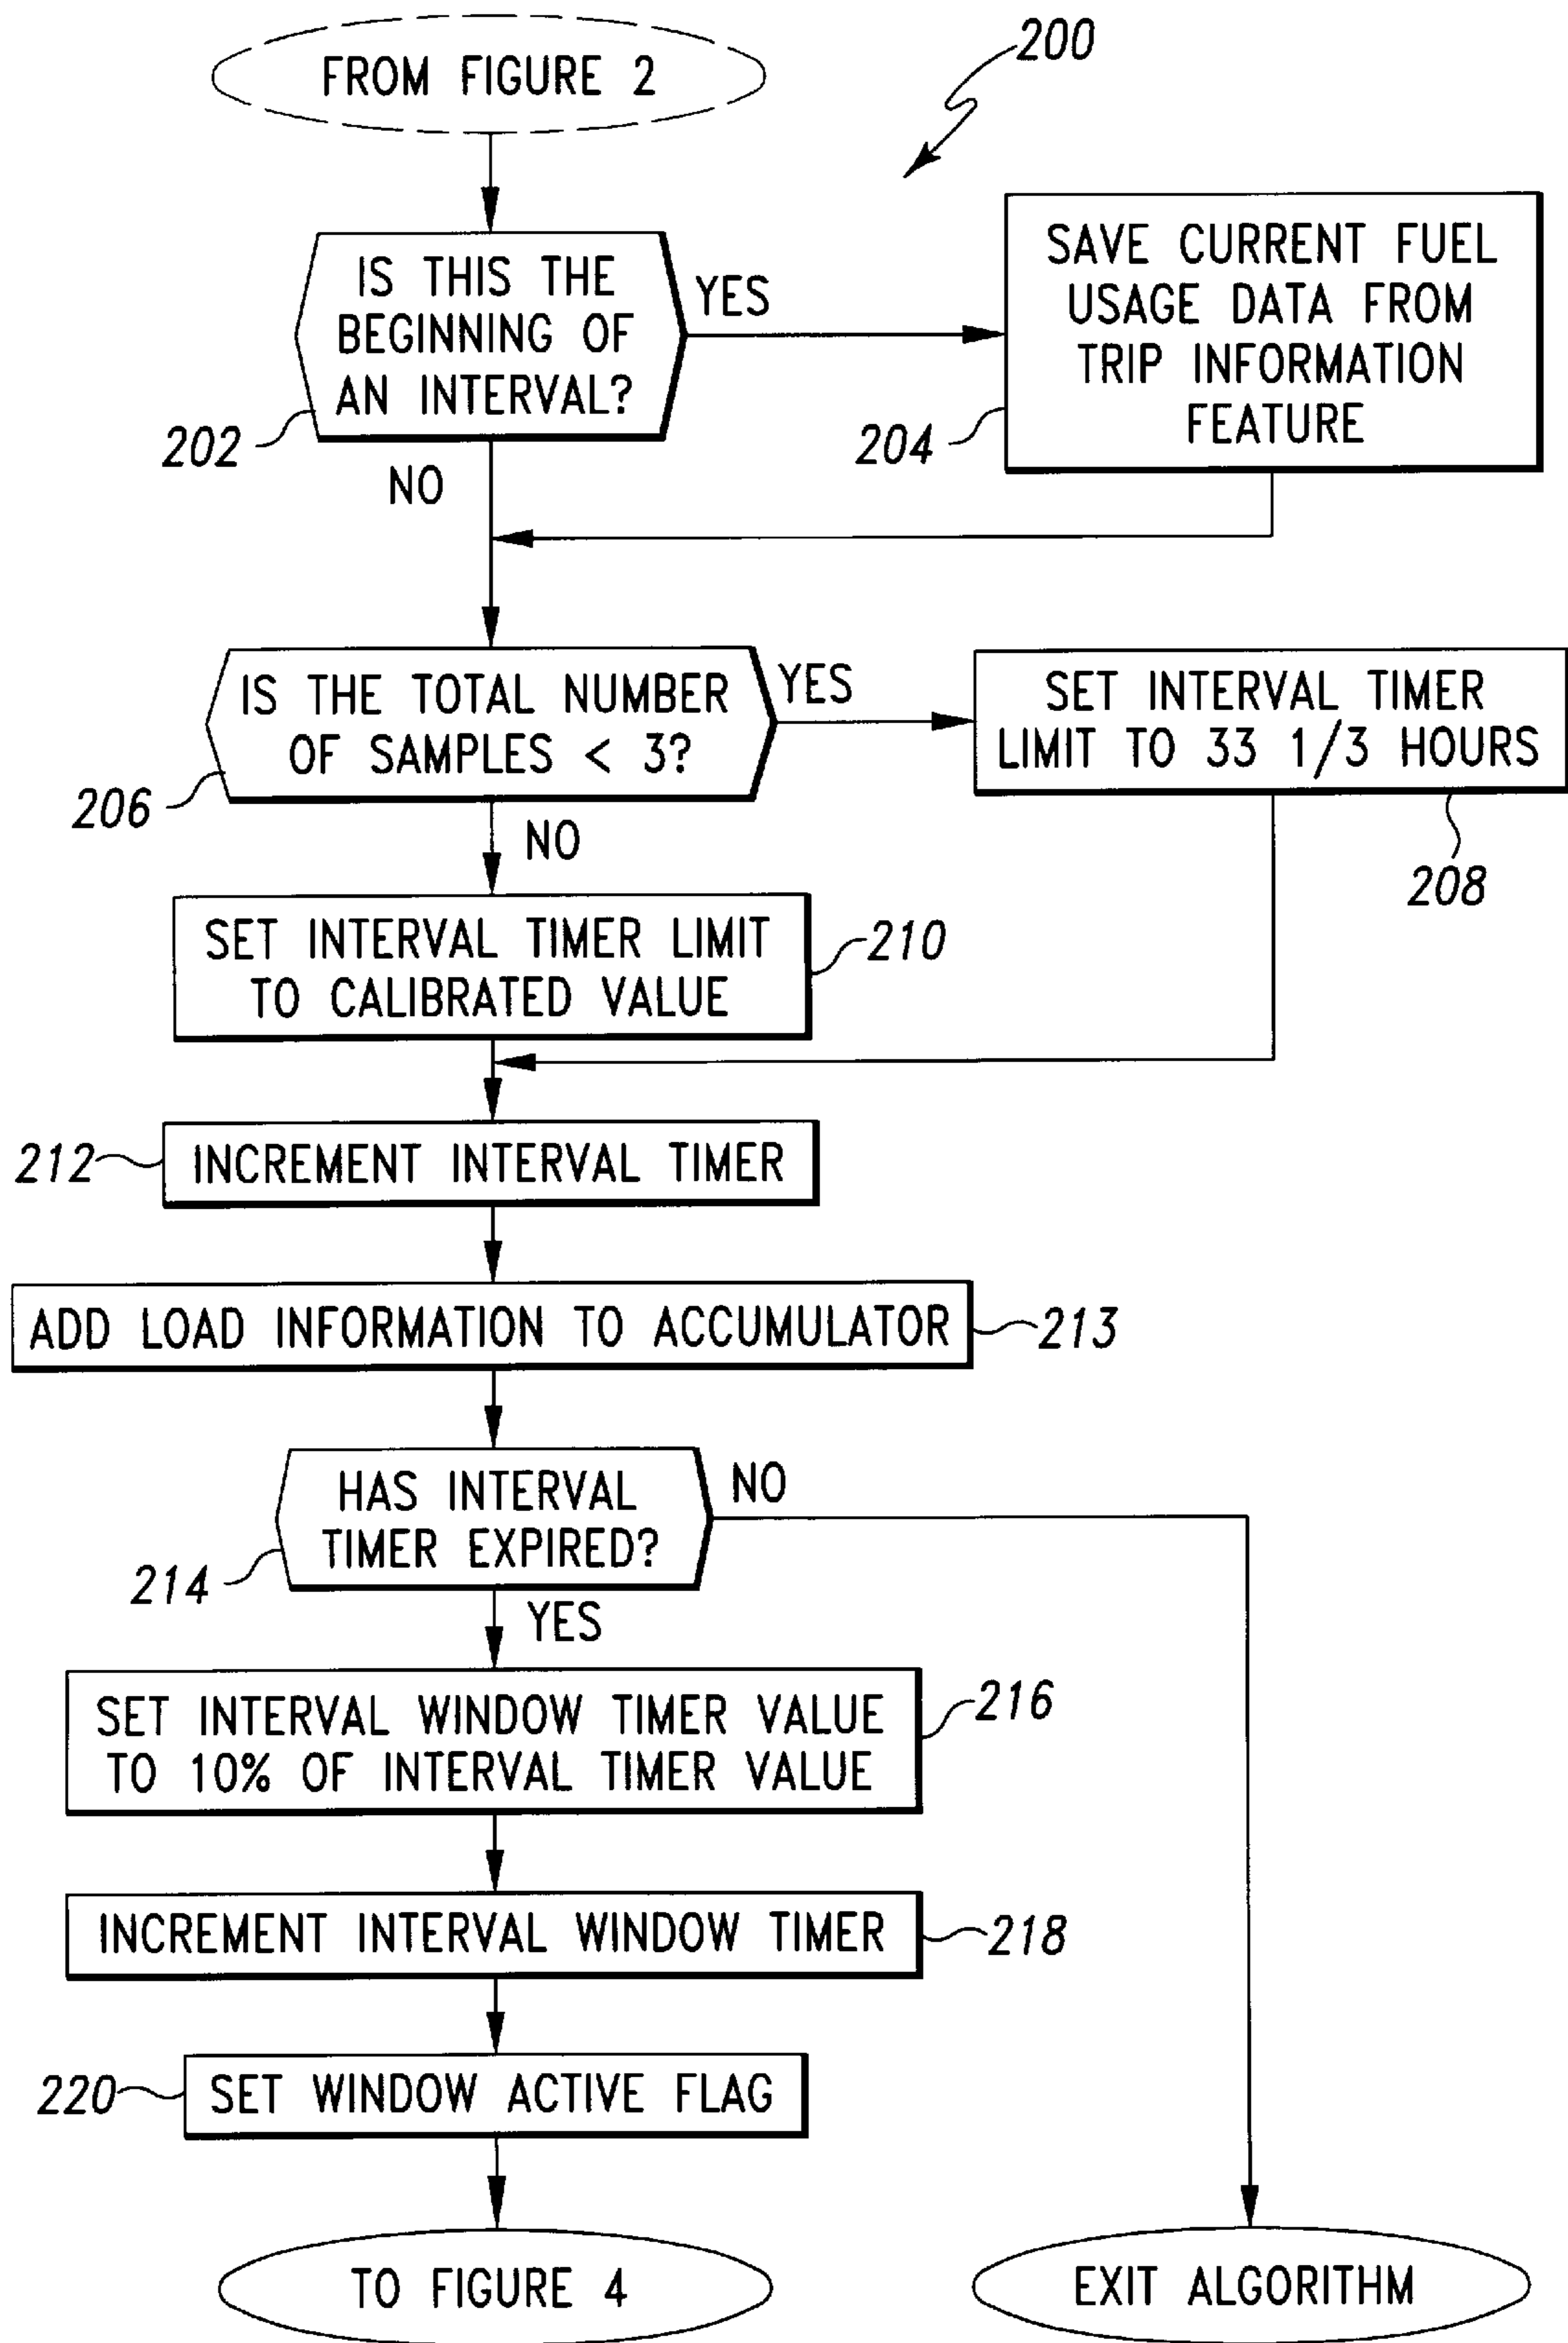 FROM FIGURE 2
200
IS THIS THE
BEGINNING OF
AN INTERVAL?
YES
202
NO
SAVE CURRENT FUEL
USAGE DATA FROM
TRIP INFORMATION
FEATURE
204
IS THE TOTAL NUMBER
OF SAMPLES < 3?
YES
206
NO
SET INTERVAL TIMER
LIMIT TO 33 1/3 HOURS
208
SET INTERVAL TIMER LIMIT
TO CALIBRATED VALUE
210
212
INCREMENT INTERVAL TIMER
ADD LOAD INFORMATION TO ACCUMULATOR
213
HAS INTERVAL
TIMER EXPIRED?
NO
214
YES
SET INTERVAL WINDOW TIMER VALUE
TO 10% OF INTERVAL TIMER VALUE
216
INCREMENT INTERVAL WINDOW TIMER
218
220
SET WINDOW ACTIVE FLAG
TO FIGURE 4
EXIT ALGORITHM